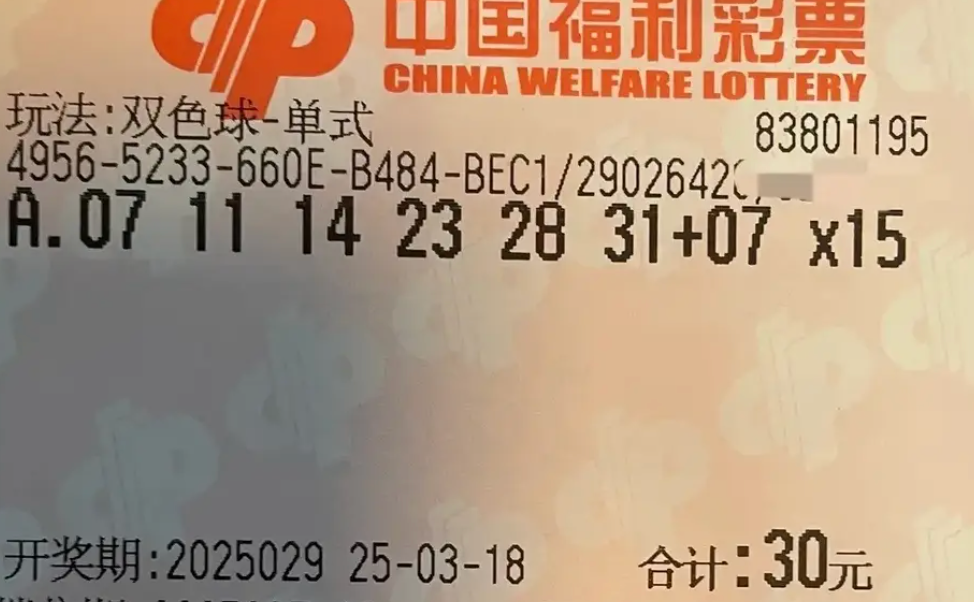 中国福利彩票
CHINA WELFARE LOTTERY
玩法:双色球-单式 83801195
4956-5233-660E-B484-BEC1/2902642
A.07 11 14 23 28 31+07 x15
开奖期:2025029 25-03-18 合计:30元